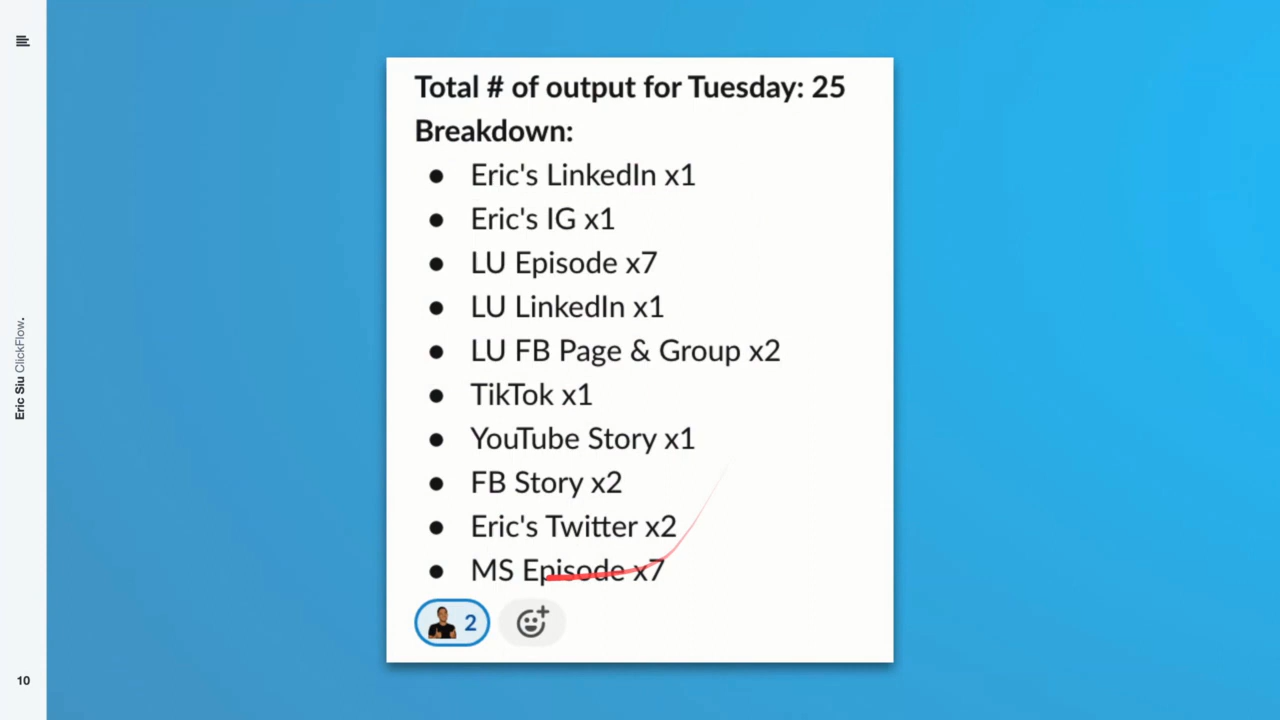 Total # of output for Tuesday: 25
Breakdown:
● Eric's LinkedIn x1
● Eric's IG x1
● LU Episode x7
● LU LinkedIn x1
● LU FB Page & Group x2
● TikTok x1
● YouTube Story x1
● FB Story x2
● Eric's Twitter x2
● MS Episode x7
2
Eric Siu ClickFlow.
10